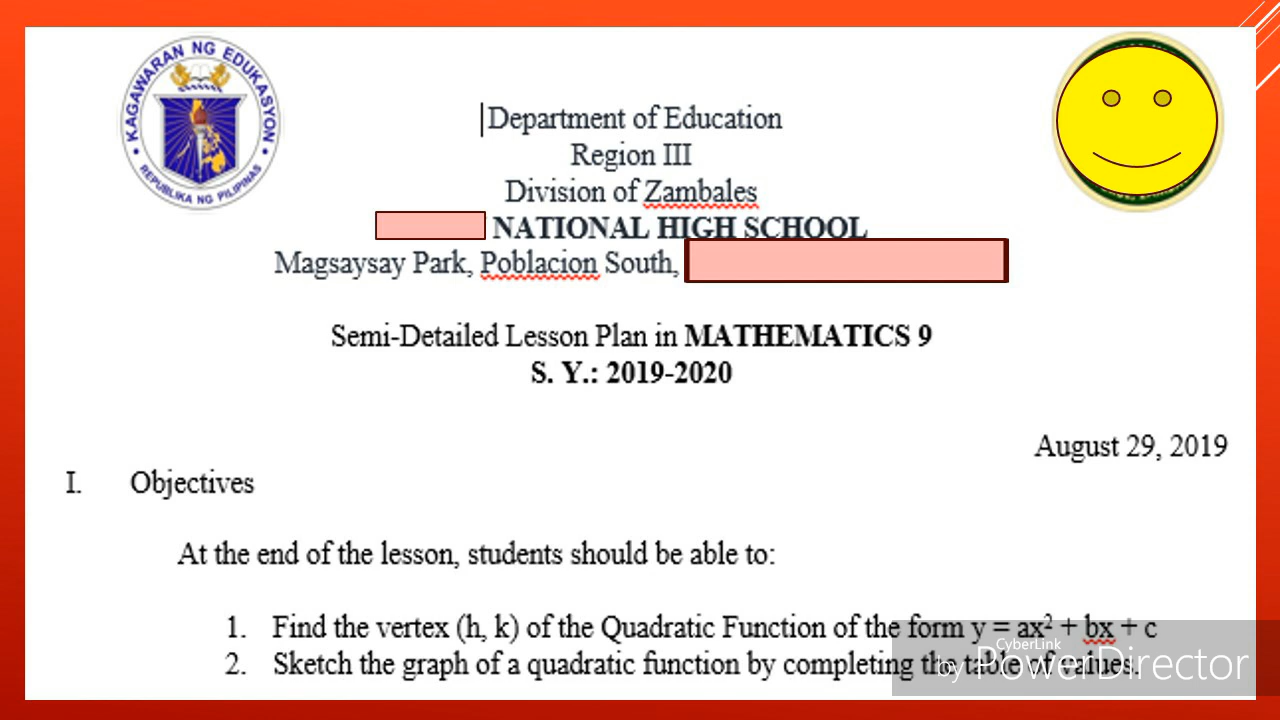 KAGAWARAN NG EDUKASYON
REPUBLIKA NG PILIPINAS
Department of Education
Region III
Division of Zambales
NATIONAL HIGH SCHOOL
Magsaysay Park, Poblacion South,
Semi-Detailed Lesson Plan in MATHEMATICS 9
S. Y.: 2019-2020
August 29, 2019
I. Objectives
At the end of the lesson, students should be able to:
1. Find the vertex (h, k) of the Quadratic Function of the form y = ax² + bx + c
2. Sketch the graph of a quadratic function by completing the table of values.
CyberLink
by PowerDirector